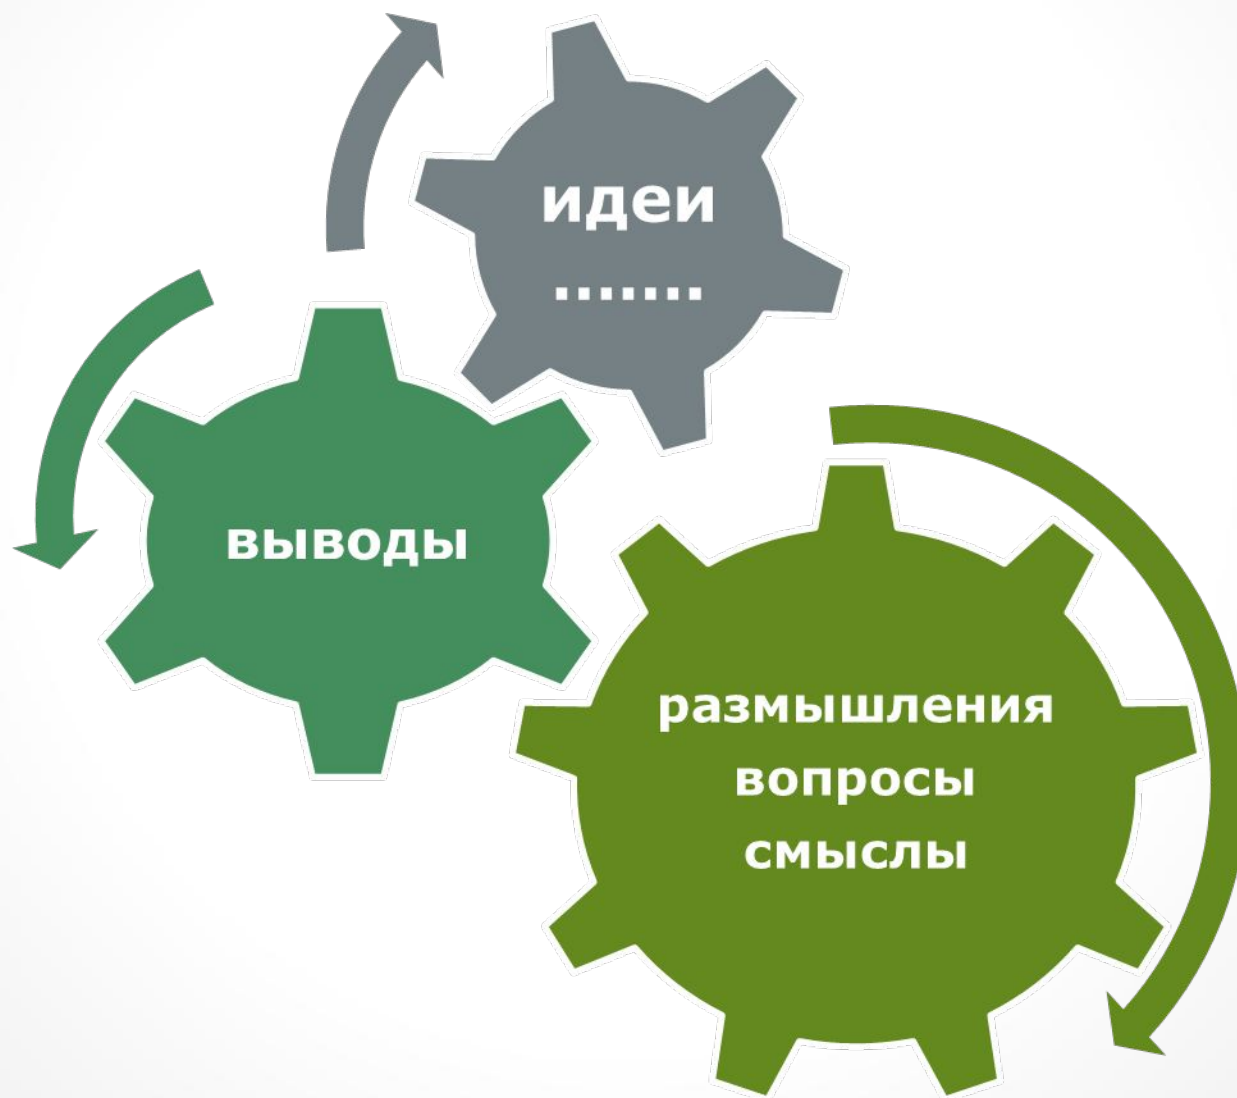 идеи
.......
выводы
размышления
вопросы
смыслы